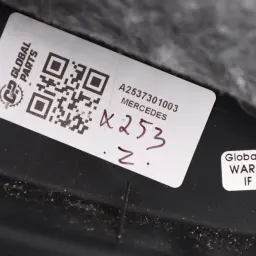 GLOBAL
PARTS
A2537301003
MERCEDES
x253
.Z.
Globa
WAR
IF